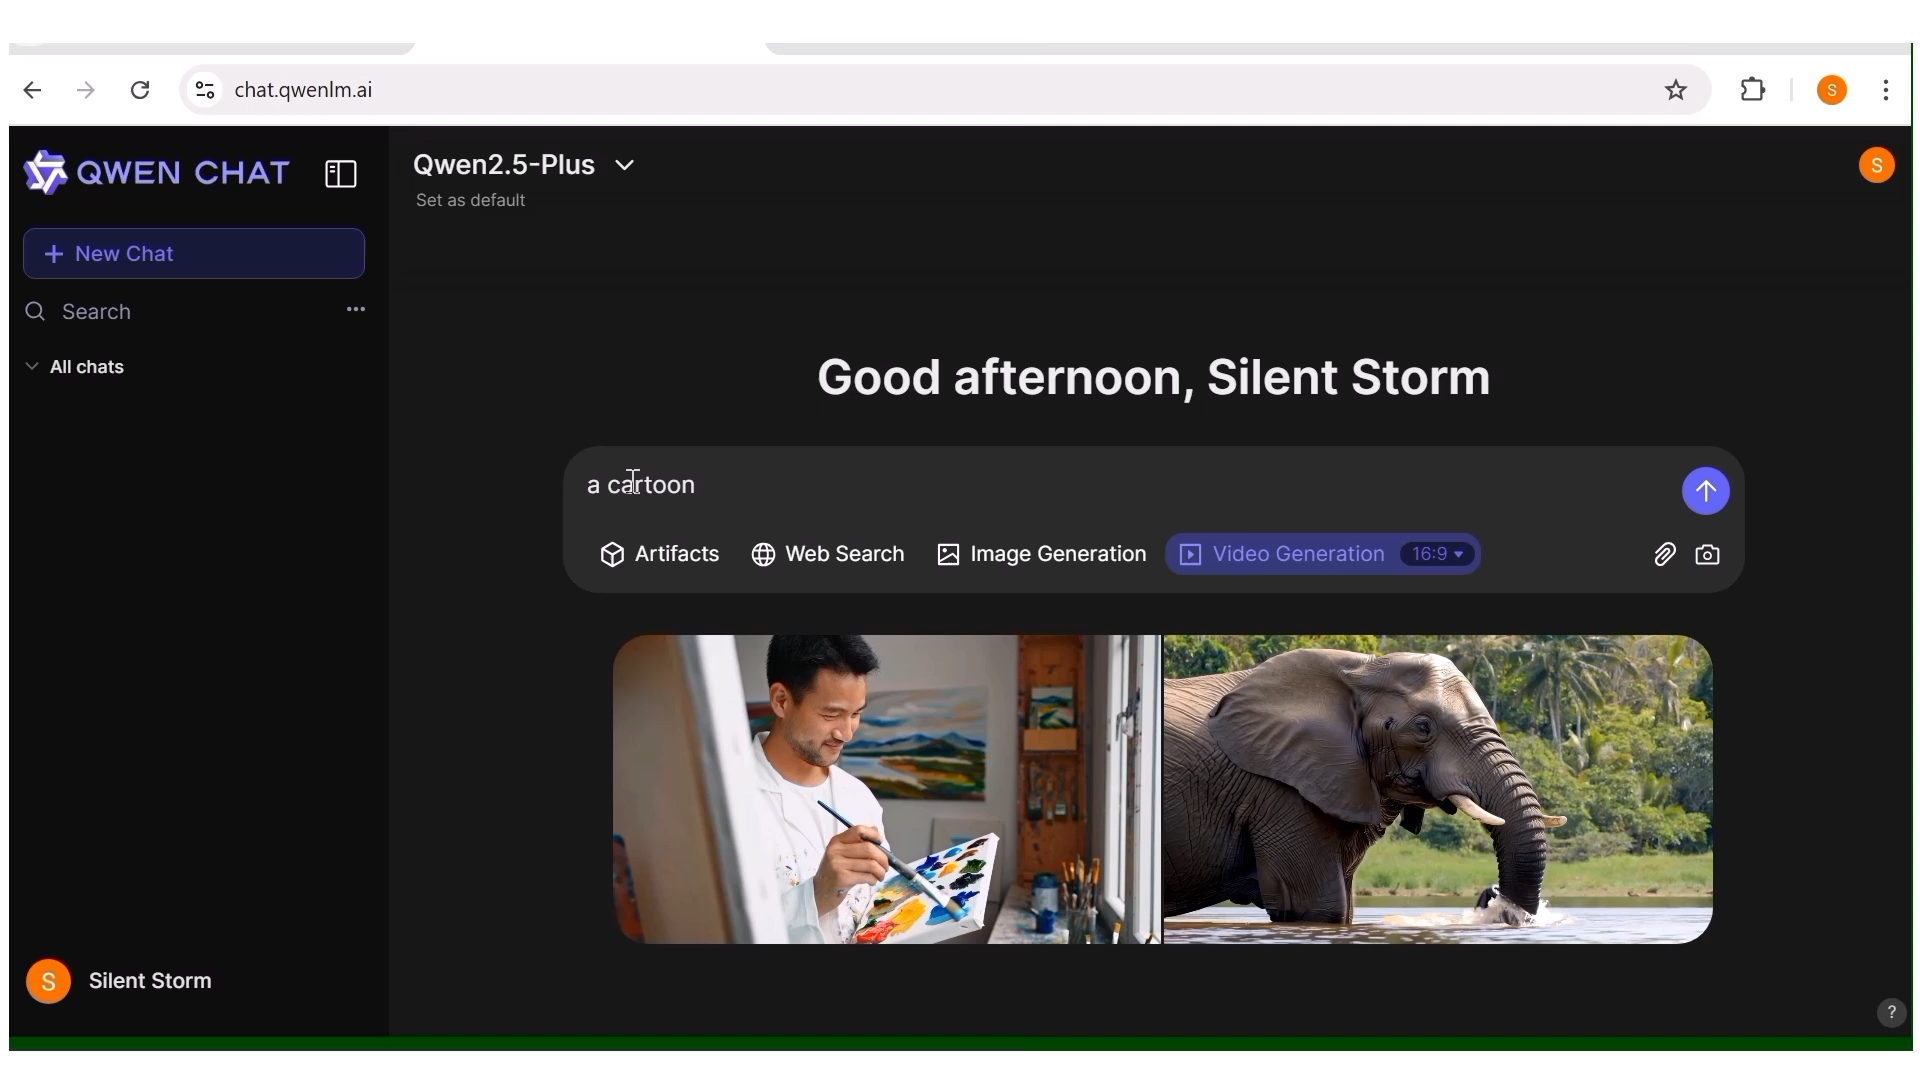 chat.qwenlm.ai
S
QWEN CHAT
Qwen2.5-Plus
S
Set as default
+ New Chat
Search
All chats
Good afternoon, Silent Storm
a cartoon
Artifacts
Web Search
Image Generation
Video Generation
16:9
S
Silent Storm
?